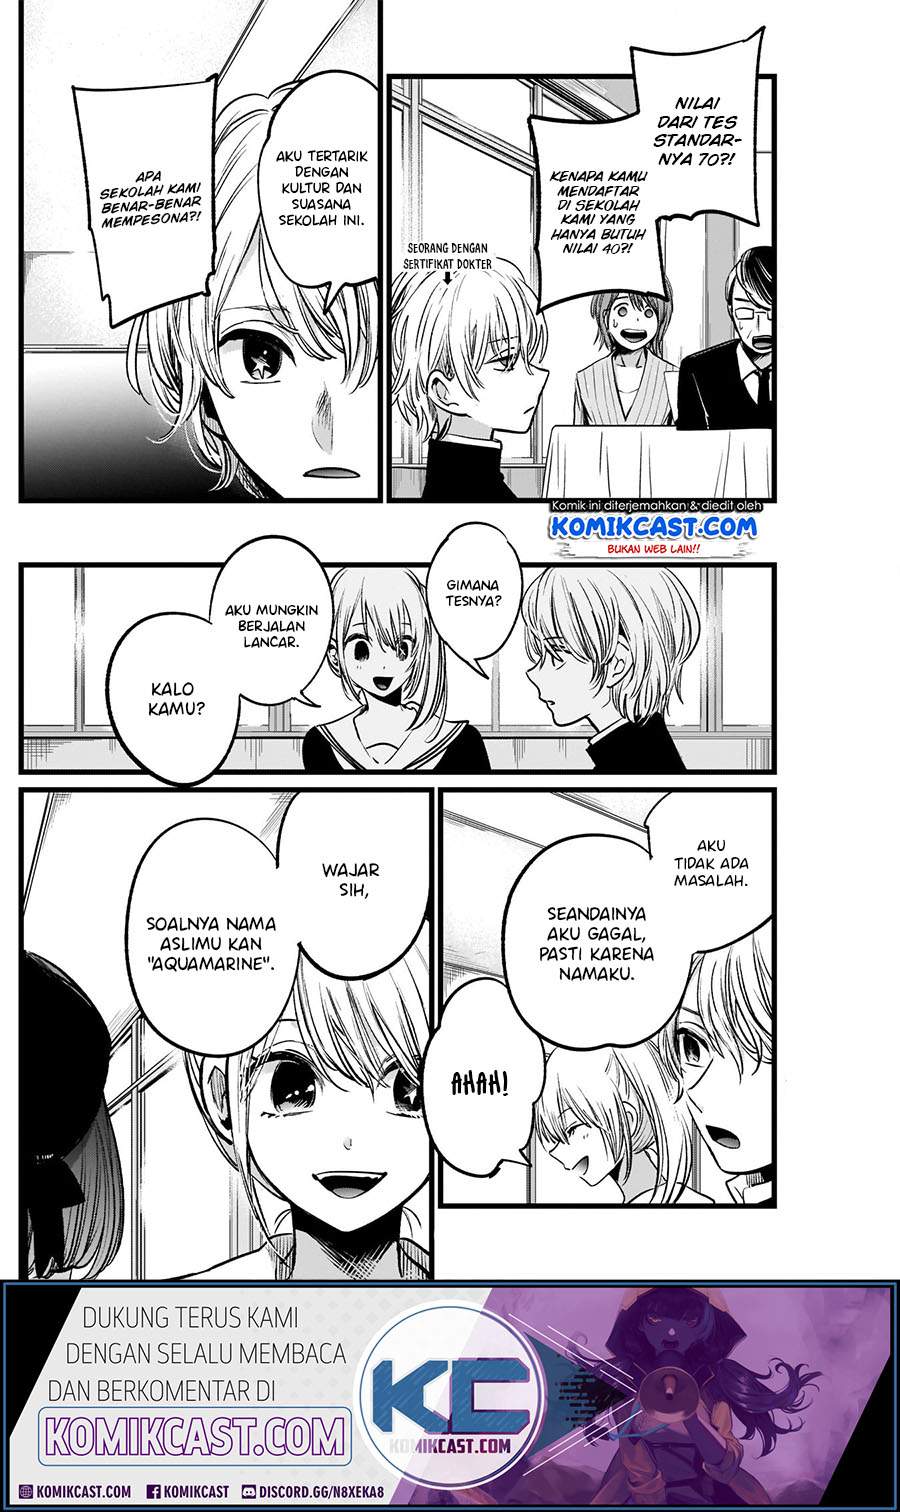 NILAI
DARI TES
STANDAR-
NYA 70?!
KENAPA KAMU
MENDAFTAR
DI SEKOLAH
KAMI YANG
HANYA BUTUH
NILAI 40?!
SEORANG DENGAN
SERTIFIKAT DOKTER
AKU TERTARIK
DENGAN
KULTUR DAN
SUASANA
SEKOLAH INI.
APA
SEKOLAH KAMI
BENAR-BENAR
MEMPESONA?!
Komik ini diterjemahkan & diedit oleh
KOMIKCAST.COM
BUKAN WEB LAIN!!
GIMANA
TESNYA?
AKU MUNGKIN
BERJALAN
LANCAR.
KALO
KAMU?
AKU
TIDAK ADA
MASALAH.
SEANDAINYA
AKU GAGAL,
PASTI KARENA
NAMAKU.
AHAH!
WAJAR
SIH,
SOALNYA NAMA
ASLIMU KAN
"AQUAMARINE".
DUKUNG TERUS KAMI
DENGAN SELALU MEMBACA
DAN BERKOMENTAR DI
KOMIKCAST.COM
KC
KOMIKCAST.COM
KOMIKCAST.COM
KOMIKCAST
DISCORD.GG/N8XEKA8